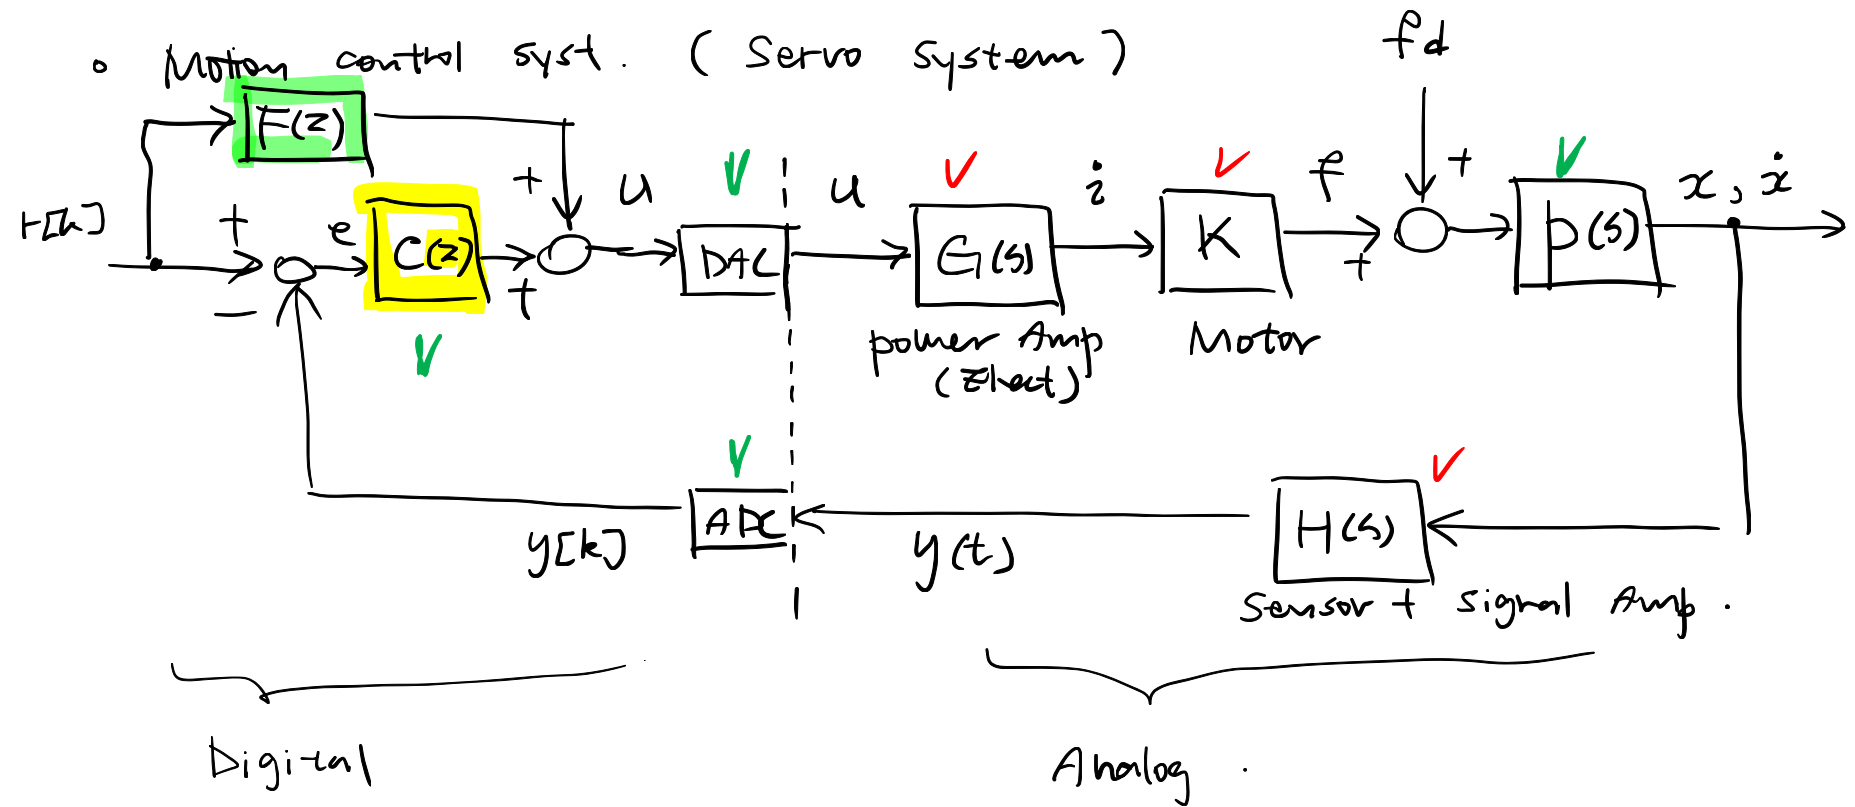 Motion control syst. (Servo system)
fd
F(z)
r[k]
+
−
e
C(z)
+
+
u
DAC
u
G(s)
i
K
f
+
+
P(s)
x, ẋ
power Amp
(Elect)
Motor
y[k]
ADC
y(t)
H(s)
Sensor + signal Amp.
Digital
Analog.